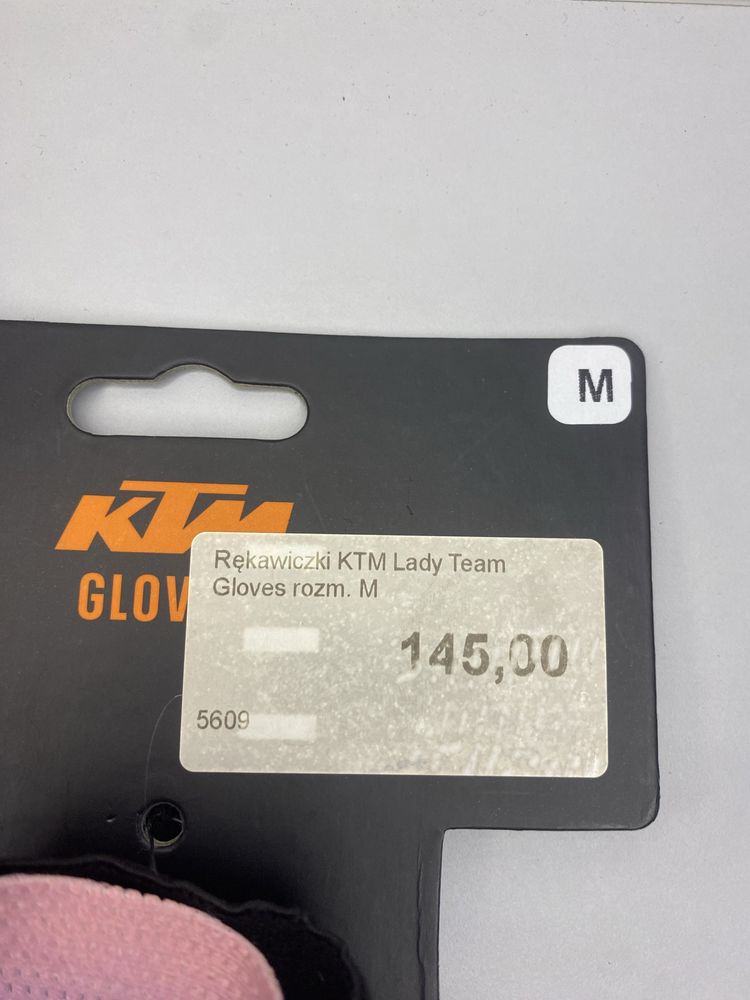 M
KTM
GLOV
Rękawiczki KTM Lady Team
Gloves rozm. M
145,00
5609